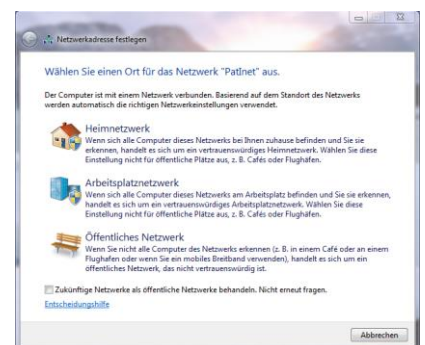 Netzwerkadresse festlegen
Wählen Sie einen Ort für das Netzwerk "PatInet" aus.
Der Computer ist mit einem Netzwerk verbunden. Basierend auf dem Standort des Netzwerks
werden automatisch die richtigen Netzwerkeinstellungen verwendet.
Heimnetzwerk
Wenn sich alle Computer dieses Netzwerks bei Ihnen zuhause befinden und Sie sie
erkennen, handelt es sich um ein vertrauenswürdiges Heimnetzwerk. Wählen Sie diese
Einstellung nicht für öffentliche Plätze aus, z. B. Cafés oder Flughäfen.
Arbeitsplatznetzwerk
Wenn sich alle Computer dieses Netzwerks am Arbeitsplatz befinden und Sie sie erkennen,
handelt es sich um ein vertrauenswürdiges Arbeitsplatznetzwerk. Wählen Sie diese
Einstellung nicht für öffentliche Plätze aus, z. B. Cafés oder Flughäfen.
Öffentliches Netzwerk
Wenn Sie nicht alle Computer des Netzwerks erkennen (z. B. in einem Café oder an einem
Flughafen oder wenn Sie ein mobiles Breitband verwenden), handelt es sich um ein
öffentliches Netzwerk, das nicht vertrauenswürdig ist.
Zukünftige Netzwerke als öffentliche Netzwerke behandeln. Nicht erneut fragen.
Entscheidungshilfe
Abbrechen